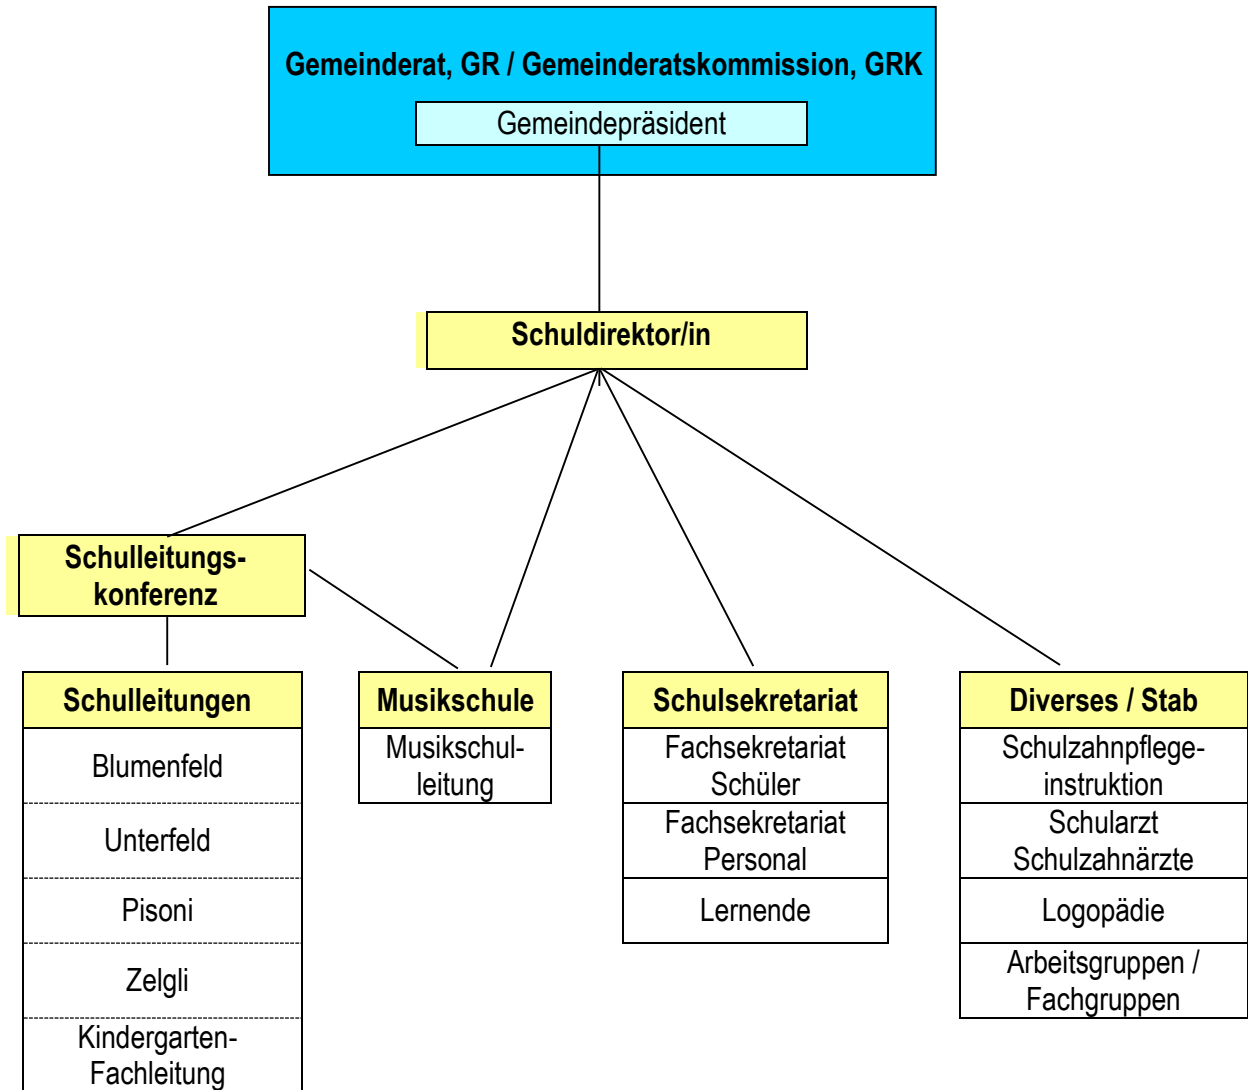 Gemeinderat, GR / Gemeinderatskommission, GRK
Gemeindepräsident
Schuldirektor/in
Schulleitungs-
konferenz
Schulleitungen
Blumenfeld
Unterfeld
Pisoni
Zelgli
Kindergarten-
Fachleitung
Musikschule
Musikschul-
leitung
Schulsekretariat
Fachsekretariat
Schüler
Fachsekretariat
Personal
Lernende
Diverses / Stab
Schulzahnpflege-
instruktion
Schularzt
Schulzahnärzte
Logopädie
Arbeitsgruppen /
Fachgruppen